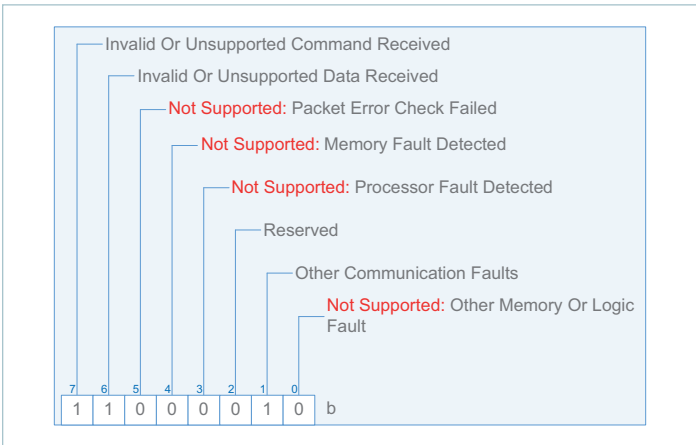 Invalid Or Unsupported Command Received
Invalid Or Unsupported Data Received
Not Supported: Packet Error Check Failed
Not Supported: Memory Fault Detected
Not Supported: Processor Fault Detected
Reserved
Other Communication Faults
Not Supported: Other Memory Or Logic
Fault
7 6 5 4 3 2 1 0
1 1 0 0 0 0 1 0 b